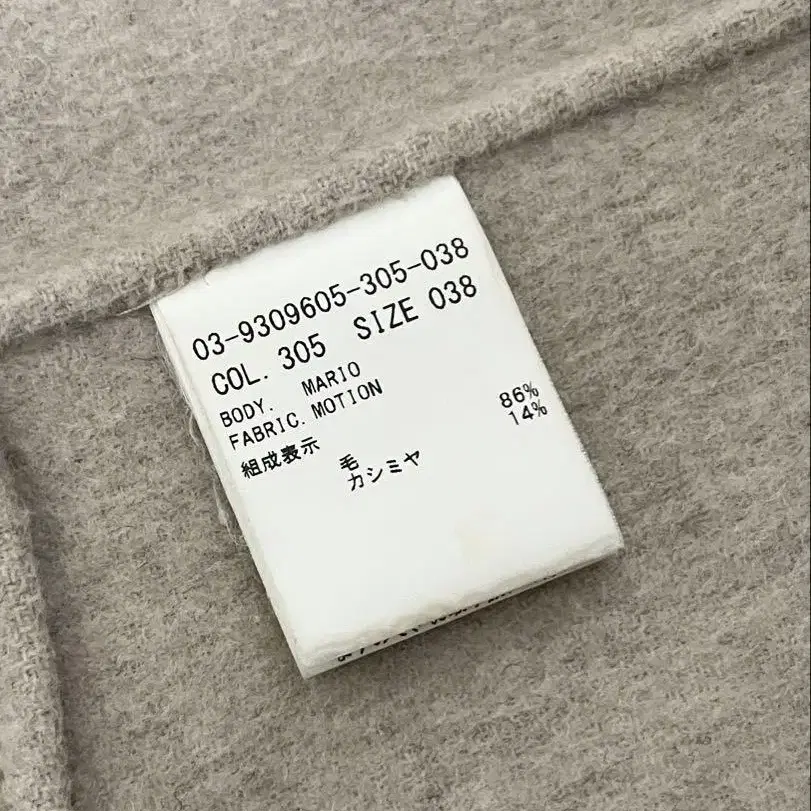 03-9309605-305-038
COL. 305 SIZE 038
BODY. MARIO
FABRIC. MOTION
組成表示
毛 86%
カシミヤ 14%